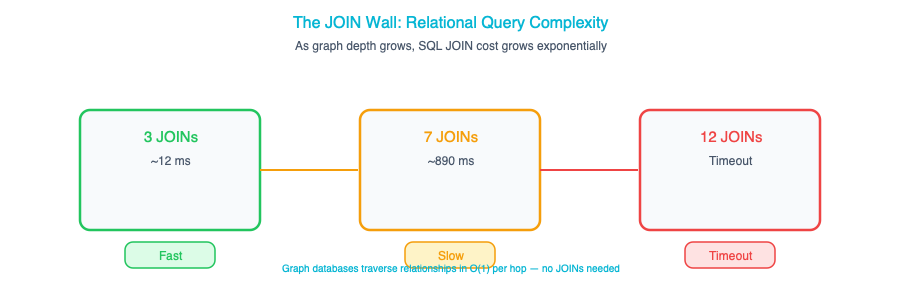 The JOIN Wall: Relational Query Complexity
As graph depth grows, SQL JOIN cost grows exponentially
3 JOINs
~12 ms
7 JOINs
~890 ms
12 JOINs
Timeout
Fast
Slow
Timeout
Graph databases traverse relationships in O(1) per hop — no JOINs needed